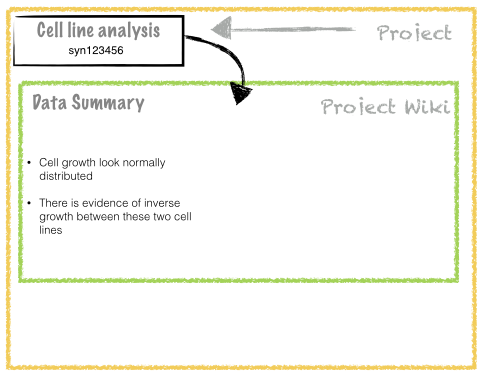 Cell line analysis
syn123456
Project
Data Summary
Project Wiki
• Cell growth look normally
distributed
• There is evidence of inverse
growth between these two cell
lines